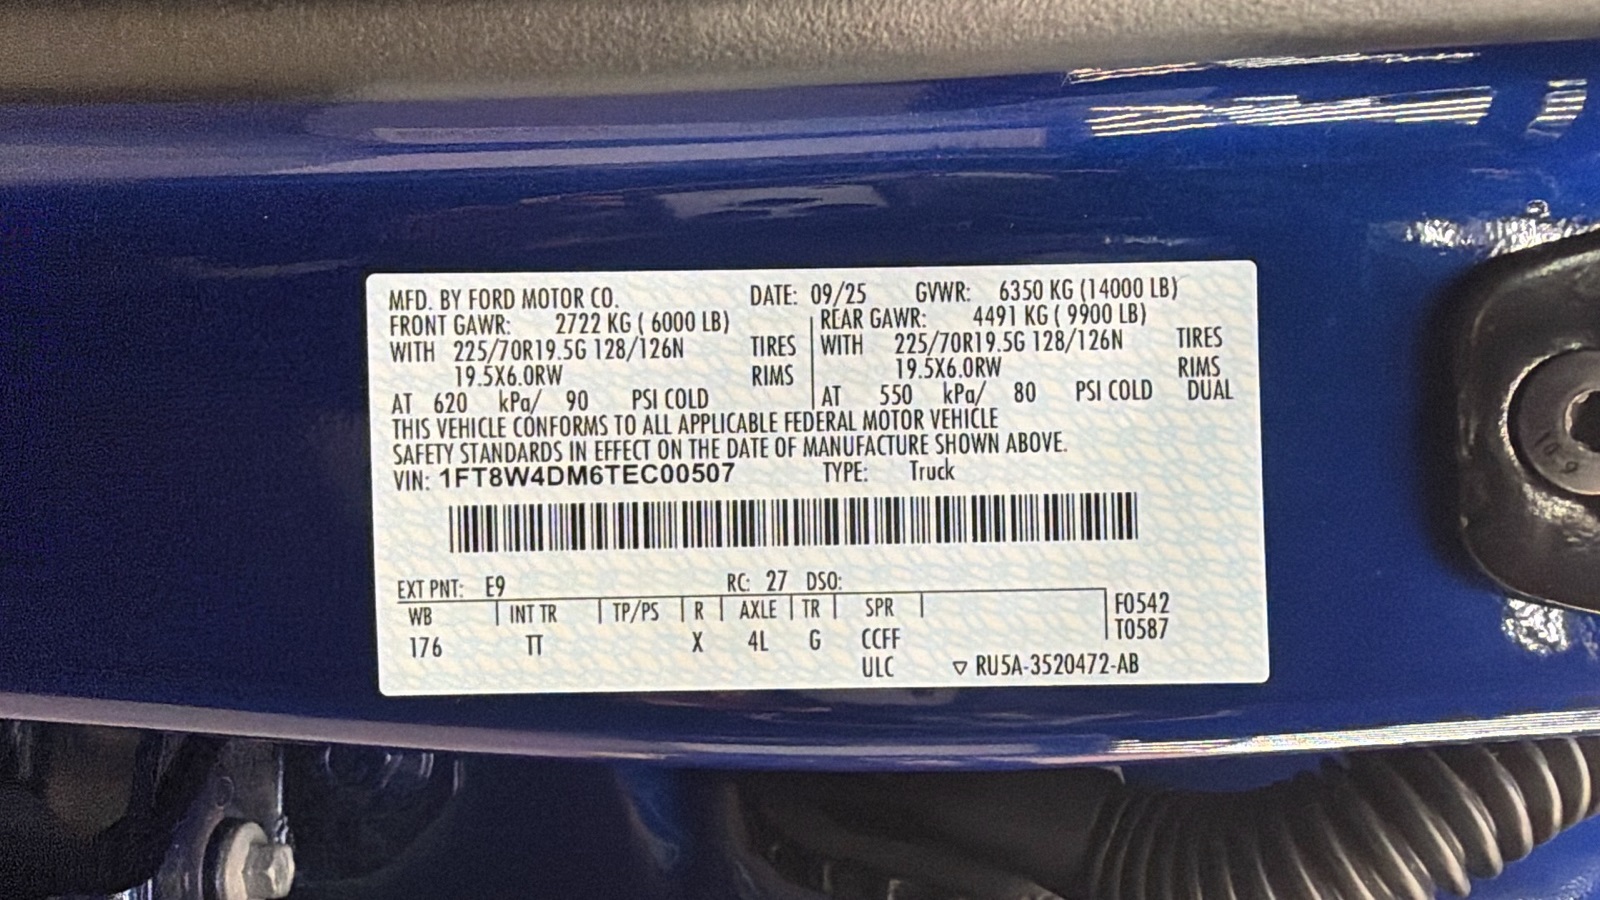 MFD. BY FORD MOTOR CO. DATE: 09/25 GVWR: 6350 KG (14000 LB)
FRONT GAWR: 2722 KG ( 6000 LB) REAR GAWR: 4491 KG ( 9900 LB)
WITH 225/70R19.5G 128/126N TIRES WITH 225/70R19.5G 128/126N TIRES
19.5X6.0RW RIMS 19.5X6.0RW RIMS
AT 620 kPa/ 90 PSI COLD AT 550 kPa/ 80 PSI COLD DUAL
THIS VEHICLE CONFORMS TO ALL APPLICABLE FEDERAL MOTOR VEHICLE
SAFETY STANDARDS IN EFFECT ON THE DATE OF MANUFACTURE SHOWN ABOVE.
VIN: 1FT8W4DM6TEC00507 TYPE: Truck
EXT PNT: E9 RC: 27 DSO:
WB INT TR TP/PS R AXLE TR SPR F0542
T0587
176 TT X 4L G CCFF
ULC ▽ RU5A-3520472-AB
10.9